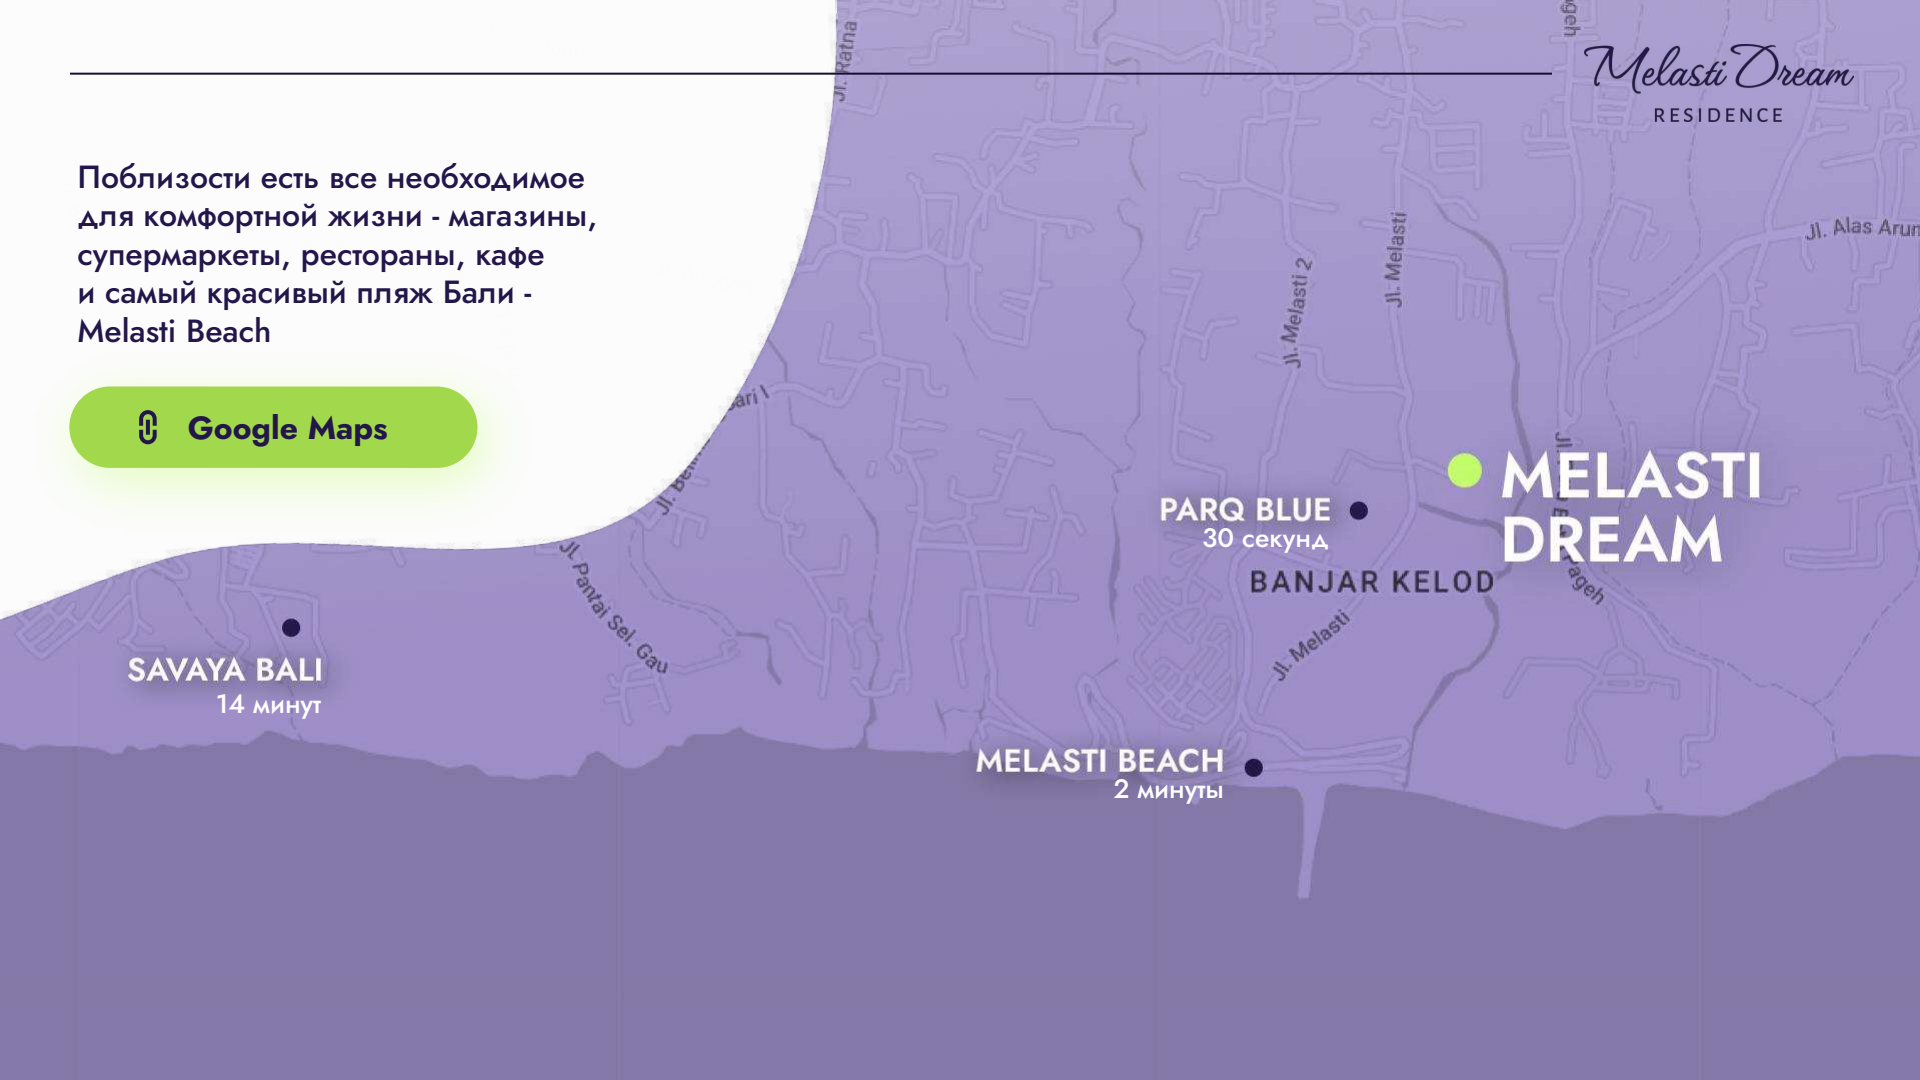 Jl. Ratna
Melasti Dream
RESIDENCE
Поблизости есть все необходимое
для комфортной жизни - магазины,
супермаркеты, рестораны, кафе
и самый красивый пляж Бали -
Melasti Beach
Google Maps
Jl. Melasti 2
Jl. Melasti
Jl. Alas Arum
MELASTI
DREAM
PARQ BLUE
30 секунд
BANJAR KELOD
Jl. Melasti
Jl. Pantai Sel. Gau
SAVAYA BALI
14 минут
MELASTI BEACH
2 минуты